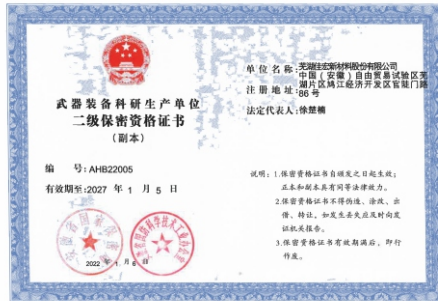 武器装备科研生产单位
二级保密资格证书
（副本）
编 号：AHB22005
有效期至：2027 年 1 月 5 日
2022 年 1 月 6 日
单位名称：芜湖佳宏新材料股份有限公司
注册地址：中国（安徽）自由贸易试验区芜
湖片区鸠江经济开发区官陡门路
86 号
法定代表人：徐楚楠
说明：1.保密资格证书自颁发之日起生效；
正本和副本具有同等法律效力。
2.保密资格证书不得伪造、涂改、出
借、转让。如发生丢失应及时向发
证机关报告。
3.保密资格证书有效期满后，即行
作废。